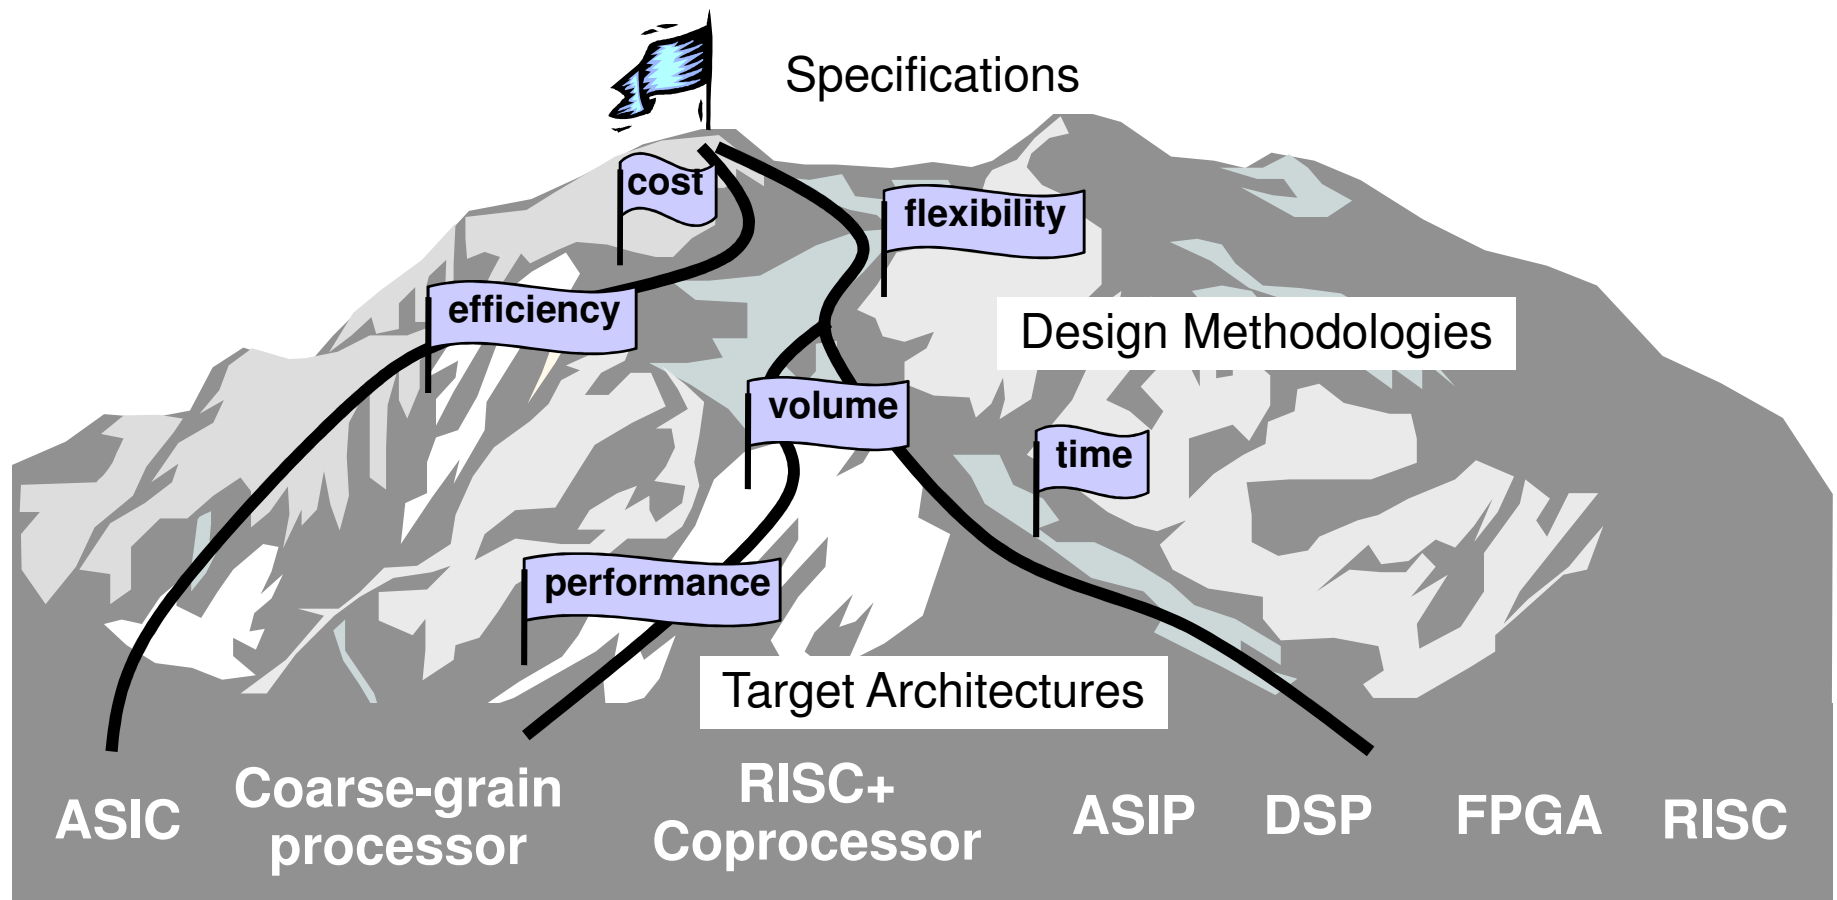 Specifications
cost
flexibility
efficiency
Design Methodologies
volume
time
performance
Target Architectures
ASIC
Coarse-grain
processor
RISC+
Coprocessor
ASIP
DSP
FPGA
RISC